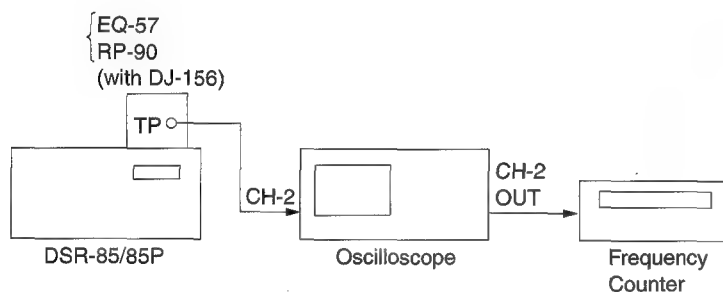 EQ-57
RP-90
(with DJ-156)
TP
CH-2
CH-2
OUT
DSR-85/85P
Oscilloscope
Frequency
Counter